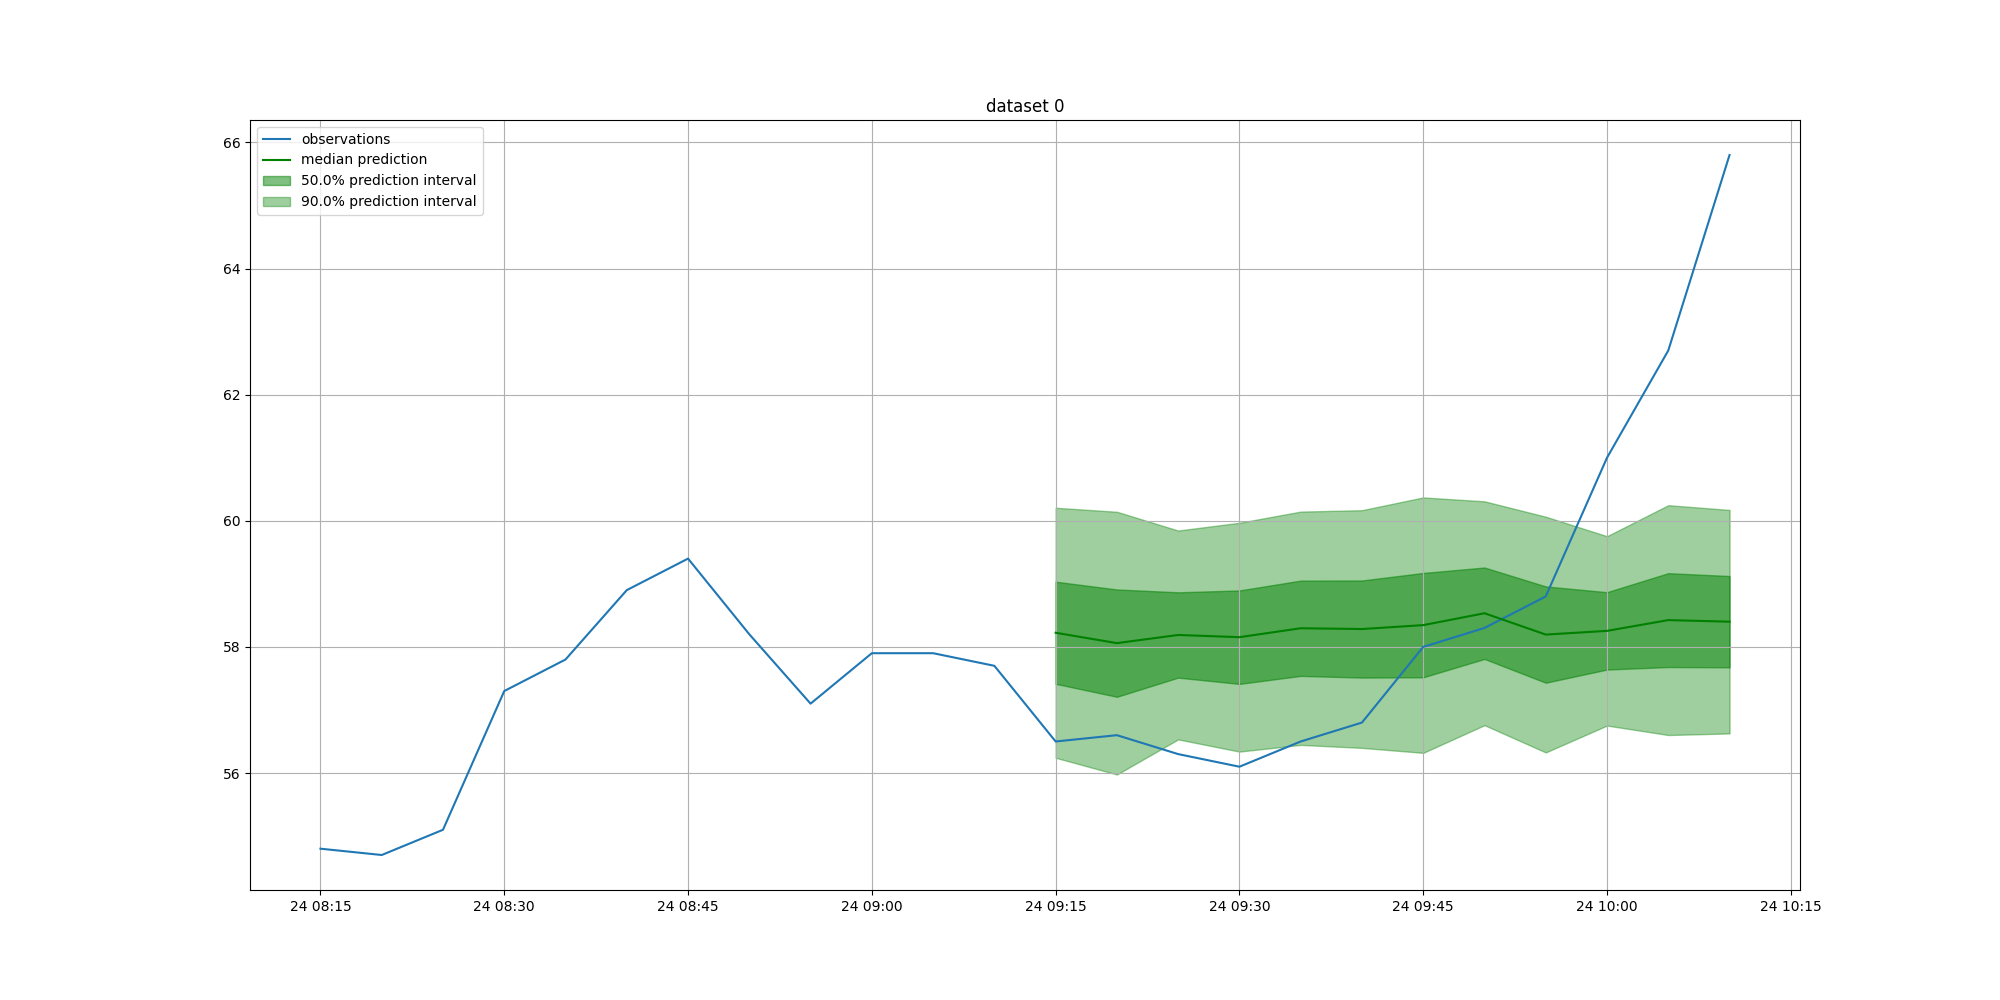 dataset 0
observations
median prediction
50.0% prediction interval
90.0% prediction interval
66
64
62
60
58
56
24 08:15 24 08:30 24 08:45 24 09:00 24 09:15 24 09:30 24 09:45 24 10:00 24 10:15